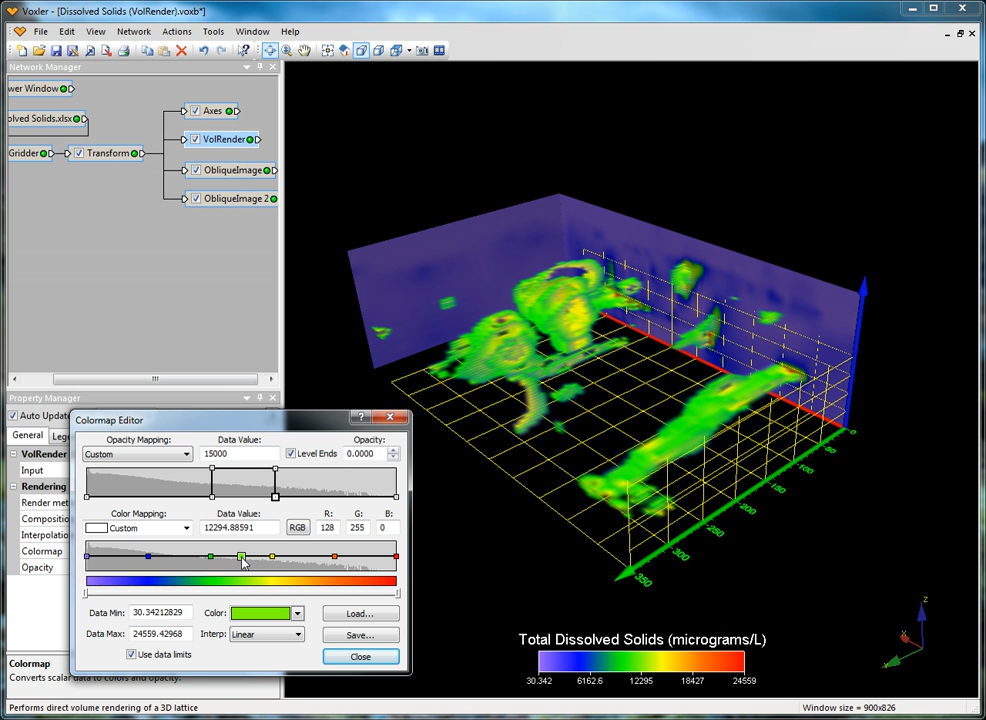 Voxler - [Dissolved Solids (VolRender).voxb*]
File Edit View Network Actions Tools Window Help
Network Manager
wer Window
Axes
olved Solids.xlsx
VolRender
Gridder
Transform
ObliqueImage
ObliqueImage 2
Property Manager
Auto Updat
General
Leg
VolRender
Input
Rendering
Render met
Compositio
Interpolatio
Colormap
Opacity
Colormap
Converts scalar data to colors and opacity.
Colormap Editor
Opacity Mapping:
Data Value:
Opacity:
Custom
15000
Level Ends
0.0000
Color Mapping:
Data Value:
R:
G:
B:
Custom
12294.88591
RGB
128
255
0
Data Min:
30.34212829
Color:
Load...
Data Max:
24559.42968
Interp:
Linear
Save...
Use data limits
Close
0
50
100
150
200
250
300
350
Total Dissolved Solids (micrograms/L)
30.342 6162.6 12295 18427 24559
z
x
y
Performs direct volume rendering of a 3D lattice
Window size = 900x826